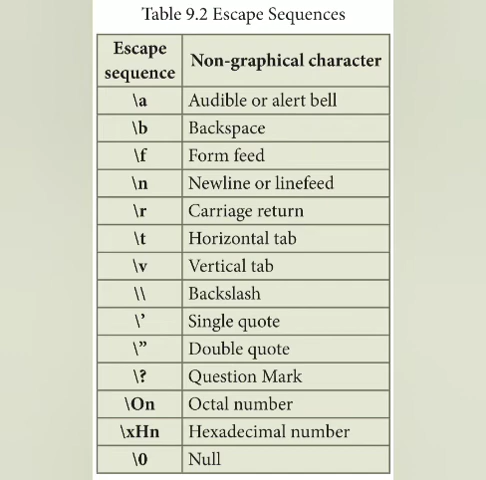 Table 9.2 Escape Sequences
Escape sequence Non-graphical character
\a Audible or alert bell
\b Backspace
\f Form feed
\n Newline or linefeed
\r Carriage return
\t Horizontal tab
\v Vertical tab
\\ Backslash
\’ Single quote
\” Double quote
\? Question Mark
\On Octal number
\xHn Hexadecimal number
\0 Null